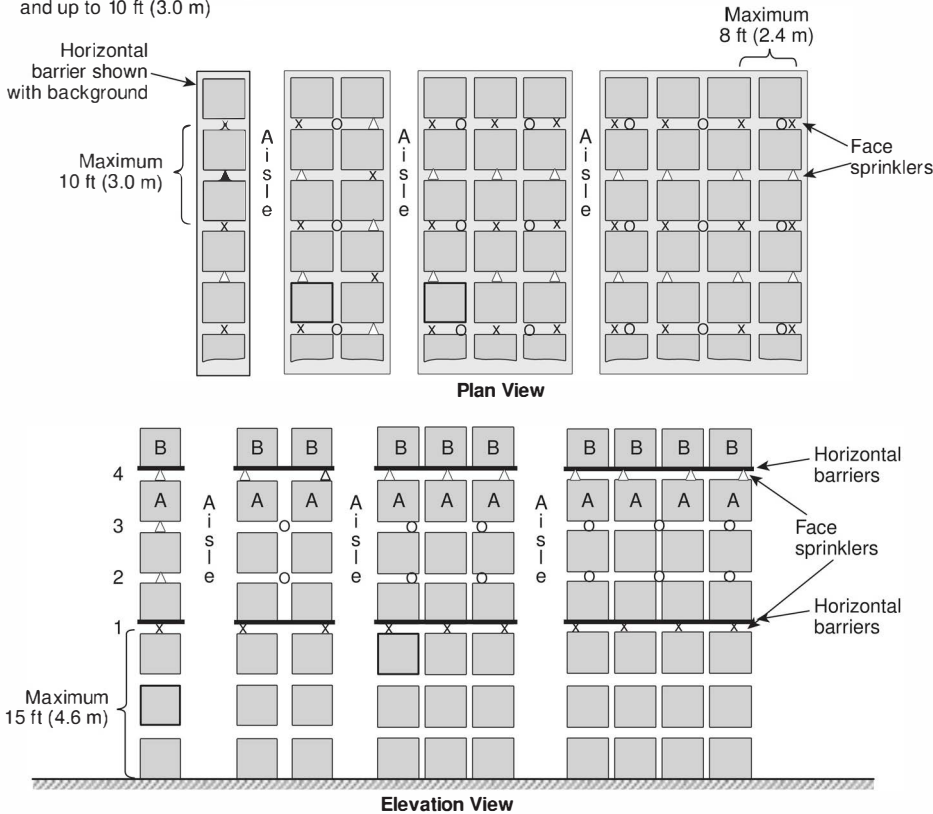 and up to 10 ft (3.0 m)
Maximum
8 ft (2.4 m)
Horizontal
barrier shown
with background
Maximum
10 ft (3.0 m)
Aisle
Aisle
Aisle
Face
sprinklers
x x O x O x O x x O x O O x
x
x x O x O x O x x O x O O x
x
x x O x O x O x x O x O O x
Plan View
B B B B B B B B B B
4
A A A A A A A A A A
3 O O O O O O
2 O O O O O O
1 x x x x x x x x x x
Aisle
Aisle
Aisle
Horizontal
barriers
Face
sprinklers
Horizontal
barriers
Maximum
15 ft (4.6 m)
Elevation View